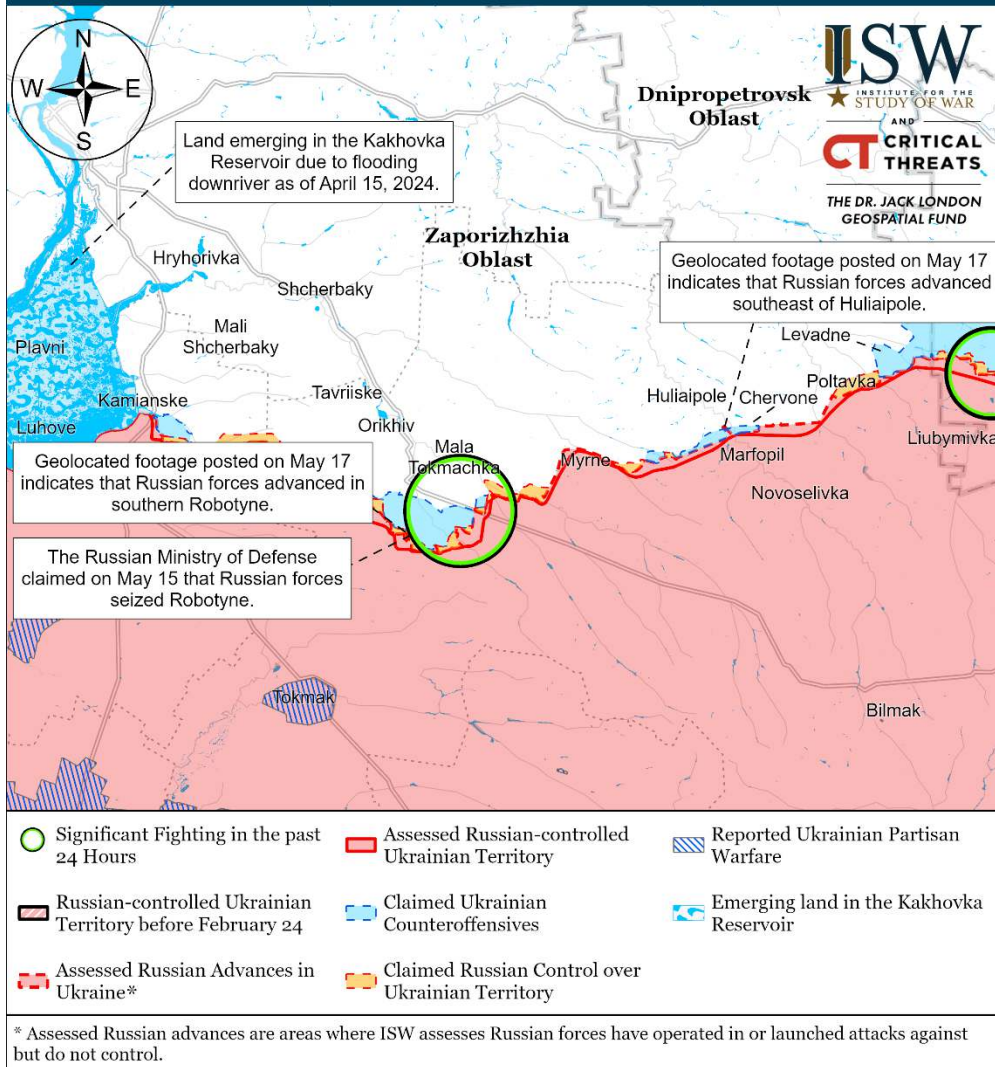 N
W E
S
ISW
INSTITUTE FOR THE
STUDY OF WAR
AND
CT CRITICAL
THREATS
THE DR. JACK LONDON
GEOSPATIAL FUND
Dnipropetrovsk
Oblast
Land emerging in the Kakhovka
Reservoir due to flooding
downriver as of April 15, 2024.
Zaporizhzhia
Oblast
Hryhorivka
Shcherbaky
Geolocated footage posted on May 17
indicates that Russian forces advanced
southeast of Huliaipole.
Mali
Shcherbaky
Plavni
Levadne
Poltavka
Kamianske
Tavriiske
Huliaipole
Chervone
Luhove
Orikhiv
Liubymivka
Mala
Tokmachka
Myrne
Marfopil
Geolocated footage posted on May 17
indicates that Russian forces advanced in
southern Robotyne.
Novoselivka
The Russian Ministry of Defense
claimed on May 15 that Russian forces
seized Robotyne.
Tokmak
Bilmak
Significant Fighting in the past
24 Hours
Assessed Russian-controlled
Ukrainian Territory
Reported Ukrainian Partisan
Warfare
Russian-controlled Ukrainian
Territory before February 24
Claimed Ukrainian
Counteroffensives
Emerging land in the Kakhovka
Reservoir
Assessed Russian Advances in
Ukraine*
Claimed Russian Control over
Ukrainian Territory
* Assessed Russian advances are areas where ISW assesses Russian forces have operated in or launched attacks against
but do not control.